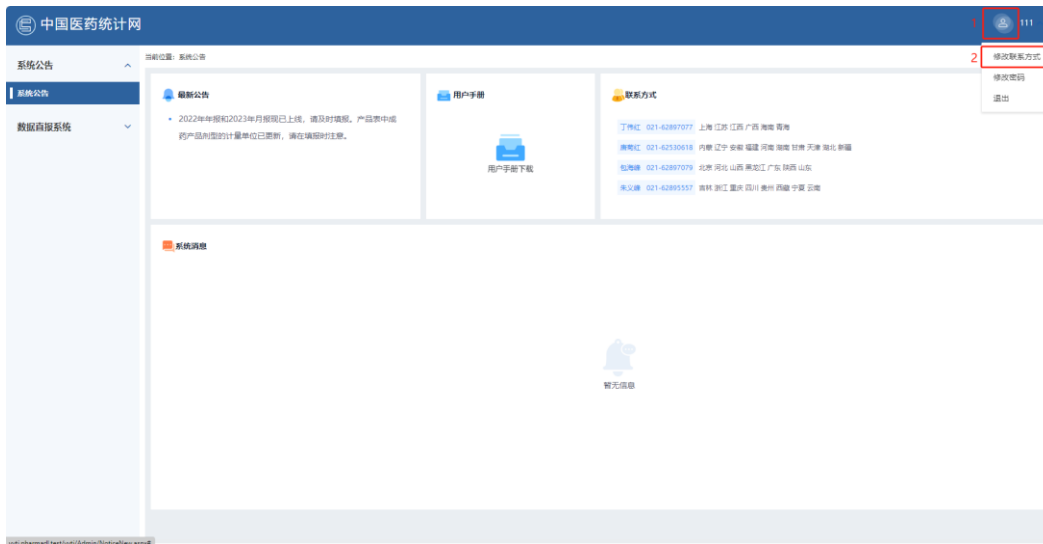 中国医药统计网
1
111
系统公告
当前位置：系统公告
2
修改联系方式
修改密码
退出
系统公告
数据直报系统
最新公告
2022年年报和2023年月报现已上线，请及时填报。产品表中成
药产品剂型的计量单位已更新，请在填报时注意。
用户手册
用户手册下载
联系方式
丁伟红 021-62897077 上海 江苏 江西 广西 海南 青海
021-62530618 内蒙 辽宁 安徽 福建 河南 湖南 甘肃 天津 湖北 新疆
包海峰 021-62897079 北京 河北 山西 黑龙江 广东 陕西 山东
朱义峰 021-62895557 吉林 浙江 重庆 四川 贵州 西藏 宁夏 云南
系统消息
暂无信息